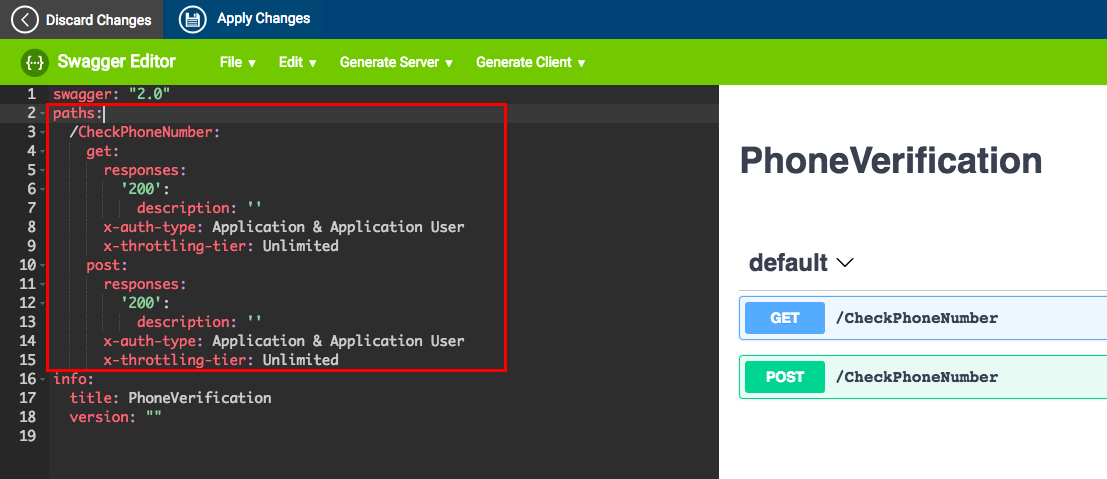 Discard Changes Apply Changes
{··} Swagger Editor File ▾ Edit ▾ Generate Server ▾ Generate Client ▾
1 swagger: "2.0"
2 paths:
3 /CheckPhoneNumber:
4 get:
5 responses:
6 '200':
7 description: ''
8 x-auth-type: Application & Application User
9 x-throttling-tier: Unlimited
10 post:
11 responses:
12 '200':
13 description: ''
14 x-auth-type: Application & Application User
15 x-throttling-tier: Unlimited
16 info:
17 title: PhoneVerification
18 version: ""
19
PhoneVerification
default
GET /CheckPhoneNumber
POST /CheckPhoneNumber